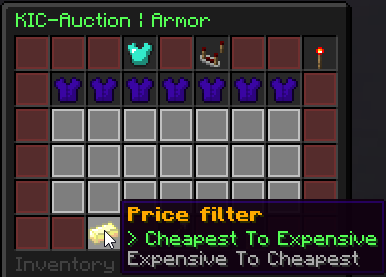 KIC-Auction | Armor
Price filter
> Cheapest To Expensive
Expensive To Cheapest
Inventory